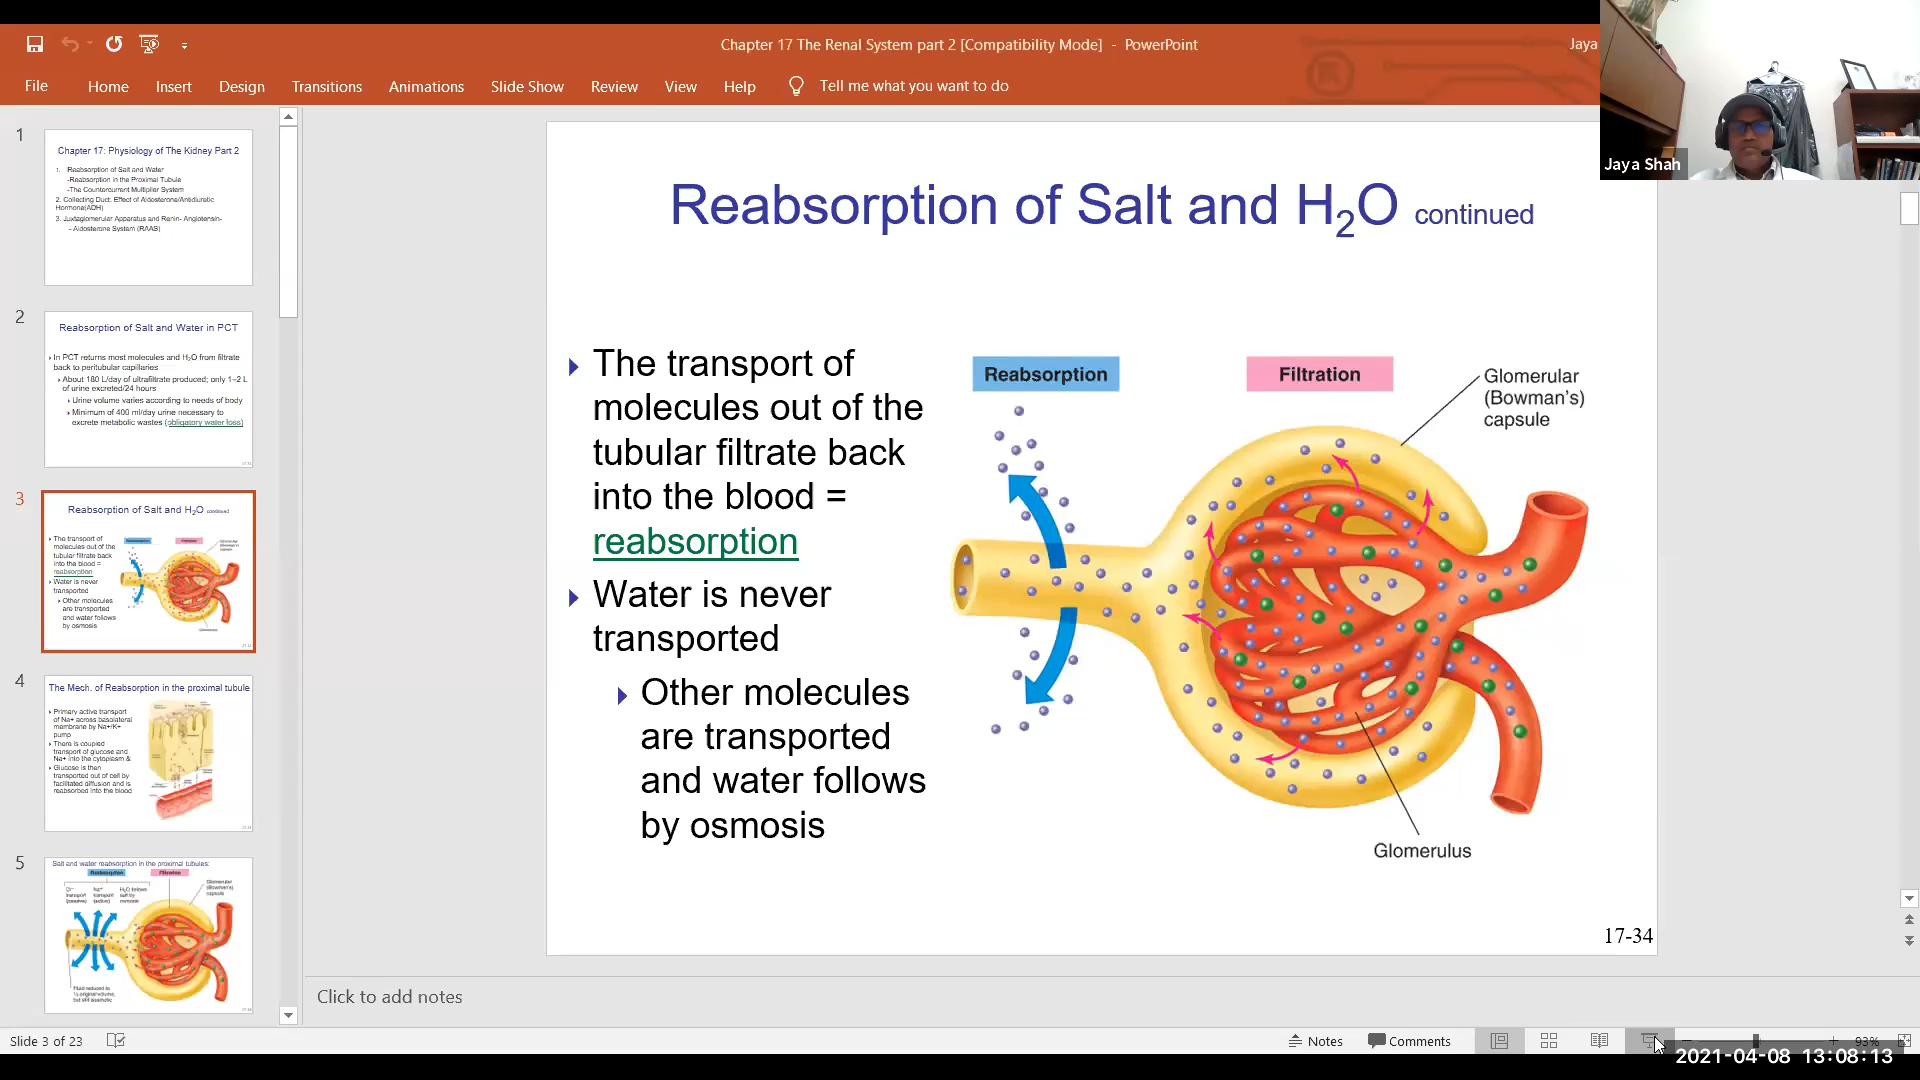 Chapter 17 The Renal System part 2 [Compatibility Mode] - PowerPoint
Jaya
File Home Insert Design Transitions Animations Slide Show Review View Help Tell me what you want to do
Jaya Shah
1
Chapter 17: Physiology of The Kidney Part 2
1. Reabsorption of Salt and Water
-Reabsorption in the Proximal Tubule
-The Countercurrent Multiplier System
2. Collecting Duct: Effect of Aldosterone/Antidiuretic
Hormone(ADH)
3. Juxtaglomerular Apparatus and Renin- Angiotensin-
- Aldosterone System (RAAS)
2
Reabsorption of Salt and Water in PCT
In PCT returns most molecules and H₂O from filtrate
back to peritubular capillaries
About 180 L/day of ultrafiltrate produced; only 1–2 L
of urine excreted/24 hours
Urine volume varies according to needs of body
Minimum of 400 ml/day urine necessary to
excrete metabolic wastes (obligatory water loss)
3
Reabsorption of Salt and H₂O continued
The transport of
molecules out of the
tubular filtrate back
into the blood =
reabsorption
Water is never
transported
Other molecules
are transported
and water follows
by osmosis
4
The Mech. of Reabsorption in the proximal tubule
Primary active transport
of Na+ across basolateral
membrane by Na+/K+
pump
There is coupled
transport of glucose and
Na+ into the cytoplasm &
Glucose is then
transported out of cell by
facilitated diffusion and is
reabsorbed into the blood
5
Salt and water reabsorption in the proximal tubules:
Reabsorption Filtration
Cl⁻ transport (passive)
Na⁺ transport (active)
H₂O follows salt by osmosis
Glomerular
(Bowman's)
capsule
Fluid reduced to
⅓ original volume,
but still isosmotic
Reabsorption of Salt and H₂O continued
The transport of
molecules out of the
tubular filtrate back
into the blood =
reabsorption
Water is never
transported
Other molecules
are transported
and water follows
by osmosis
Reabsorption
Filtration
Glomerular
(Bowman's)
capsule
Glomerulus
17-34
Click to add notes
Slide 3 of 23
Notes Comments
93%
2021-04-08 13:08:13